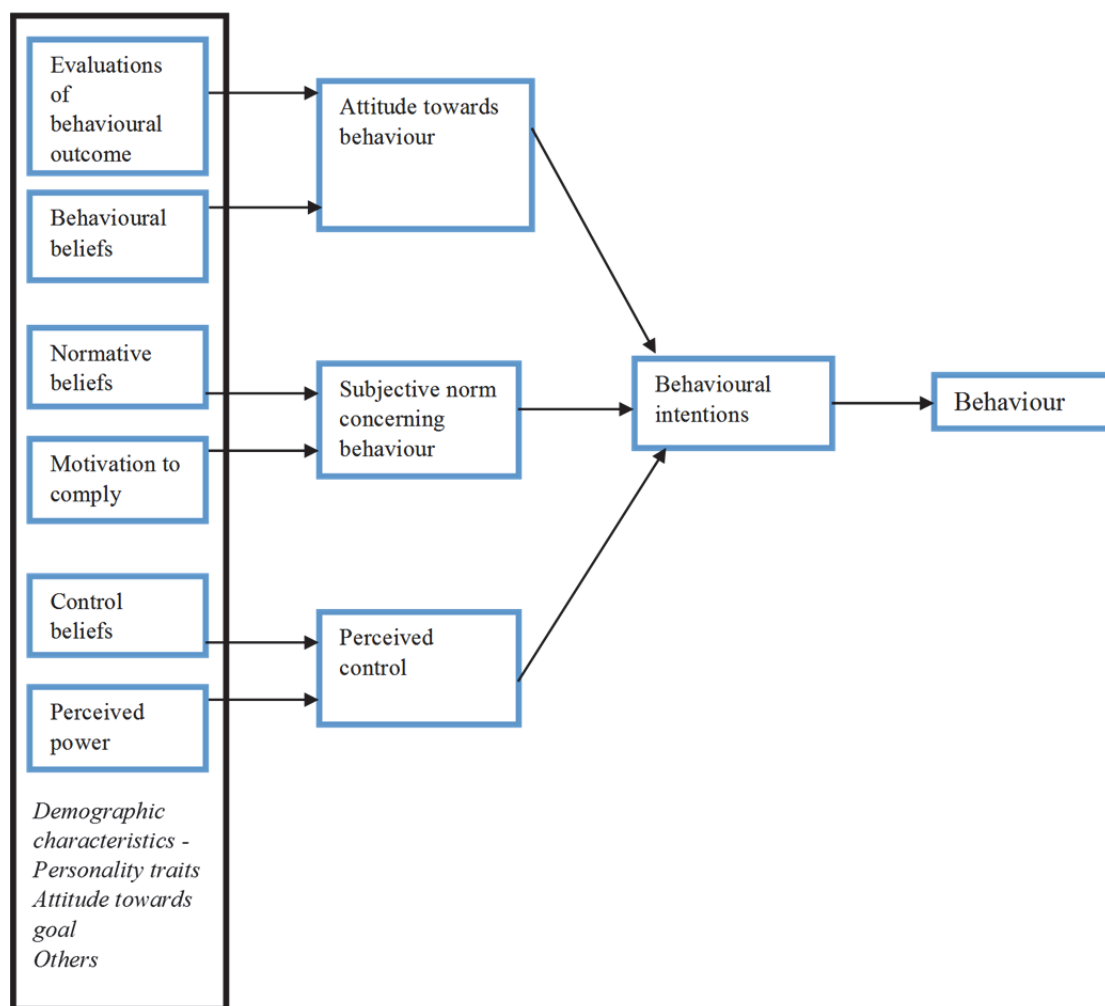 Evaluations
of
behavioural
outcome
Behavioural
beliefs
Normative
beliefs
Motivation to
comply
Control
beliefs
Perceived
power
Demographic
characteristics -
Personality traits
Attitude towards
goal
Others
Attitude towards
behaviour
Subjective norm
concerning
behaviour
Perceived
control
Behavioural
intentions
Behaviour